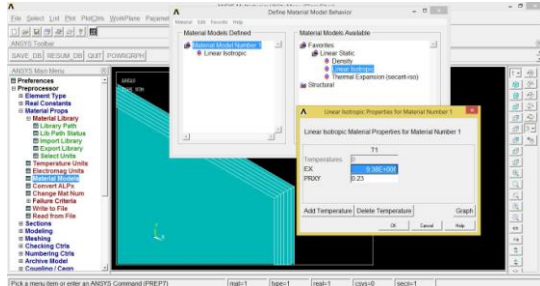 Define Material Model Behavior
File Select List Plot PlotCtrls WorkPlane Paramet
Material Edit Favorite Help
ANSYS Toolbar
SAVE_DB RESUM_DB QUIT POWRGRPH
Material Models Defined
Material Model Number 1
Linear Isotropic
Material Models Available
Favorites
Linear Static
Density
Linear Isotropic
Thermal Expansion (secant-iso)
Structural
ANSYS Main Menu
Preferences
Preprocessor
Element Type
Real Constants
Material Props
Material Library
Library Path
Lib Path Status
Import Library
Export Library
Select Units
Temperature Units
Electromag Units
Material Models
Convert ALPx
Change Mat Num
Failure Criteria
Write to File
Read from File
Sections
Modeling
Meshing
Checking Ctrls
Numbering Ctrls
Archive Model
Coupling / Ceqn
Linear Isotropic Properties for Material Number 1
Linear Isotropic Material Properties for Material Number 1
T1
Temperatures 0
EX
PRXY 0.23
Add Temperature Delete Temperature Graph
OK Cancel Help
Pick a menu item or enter an ANSYS Command (PREP7) mat=1 type=1 real=1 csys=0 secn=1